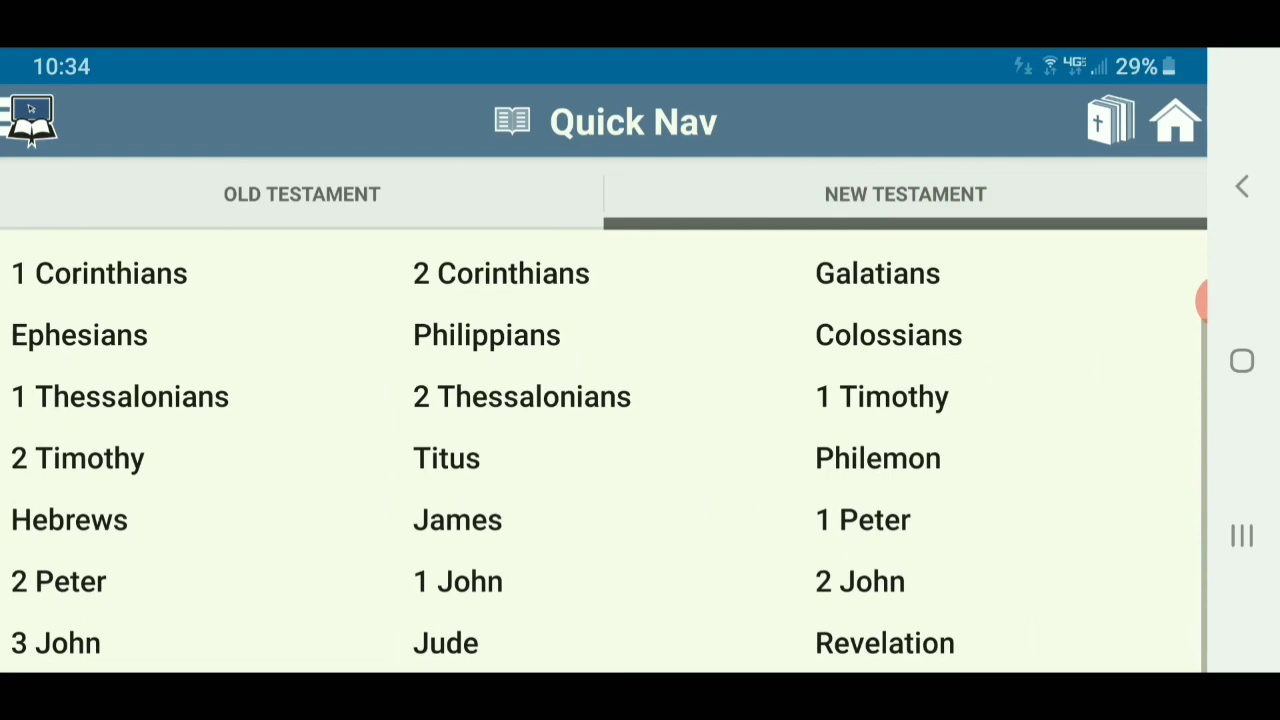 10:34
4GE 29%
Quick Nav
OLD TESTAMENT NEW TESTAMENT
1 Corinthians 2 Corinthians Galatians
Ephesians Philippians Colossians
1 Thessalonians 2 Thessalonians 1 Timothy
2 Timothy Titus Philemon
Hebrews James 1 Peter
2 Peter 1 John 2 John
3 John Jude Revelation